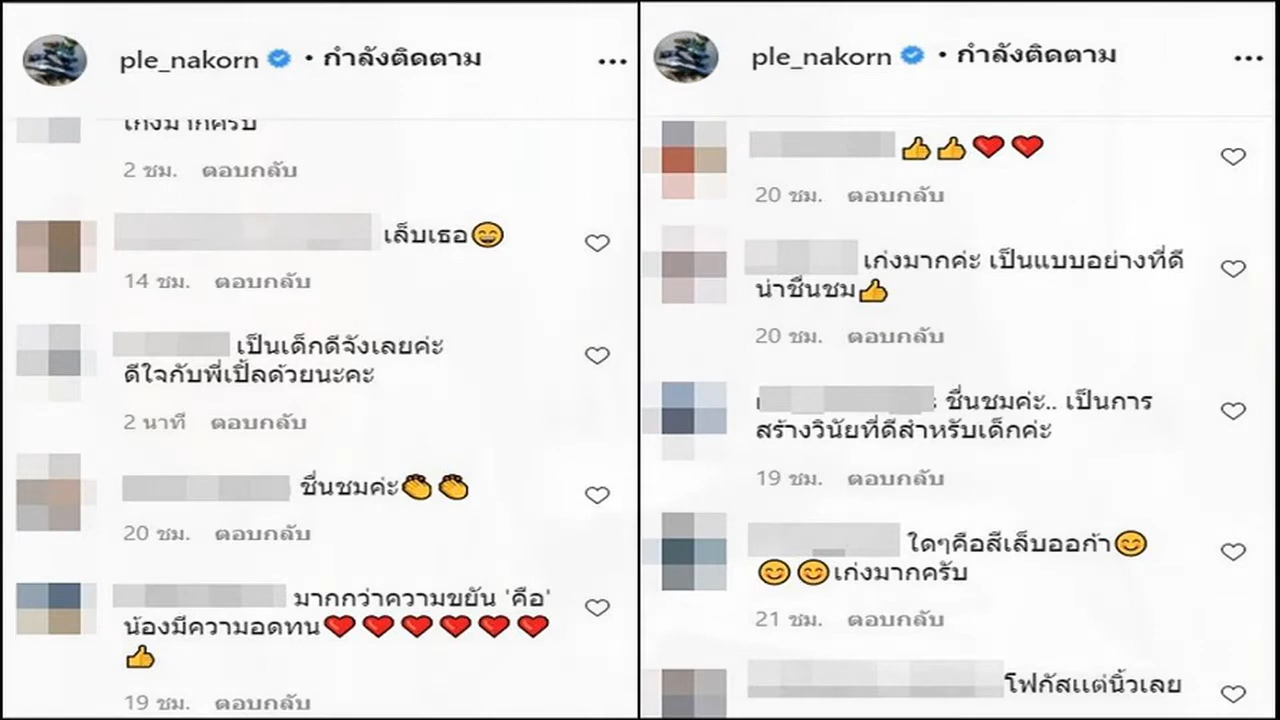 ple_nakorn • กำลังติดตาม
เก่งมากครับ
2 ชม. ตอบกลับ
เล็บเธอ😄
14 ชม. ตอบกลับ
เป็นเด็กดีจังเลยค่ะ
ดีใจกับพี่เปิ้ลด้วยนะคะ
2 นาที ตอบกลับ
ชื่นชมค่ะ👏👏
20 ชม. ตอบกลับ
มากกว่าความขยัน 'คือ'
น้องมีความอดทน❤️❤️❤️❤️❤️❤️
👍
19 ชม. ตอบกลับ
ple_nakorn • กำลังติดตาม
👍👍❤️❤️
20 ชม. ตอบกลับ
เก่งมากค่ะ เป็นแบบอย่างที่ดี
น่าชื่นชม👍
20 ชม. ตอบกลับ
ชื่นชมค่ะ.. เป็นการ
สร้างวินัยที่ดีสำหรับเด็กค่ะ
19 ชม. ตอบกลับ
ใดๆคือสีเล็บออก้า😊
😊😊เก่งมากครับ
21 ชม. ตอบกลับ
โฟกัสแต่นิ้วเลย